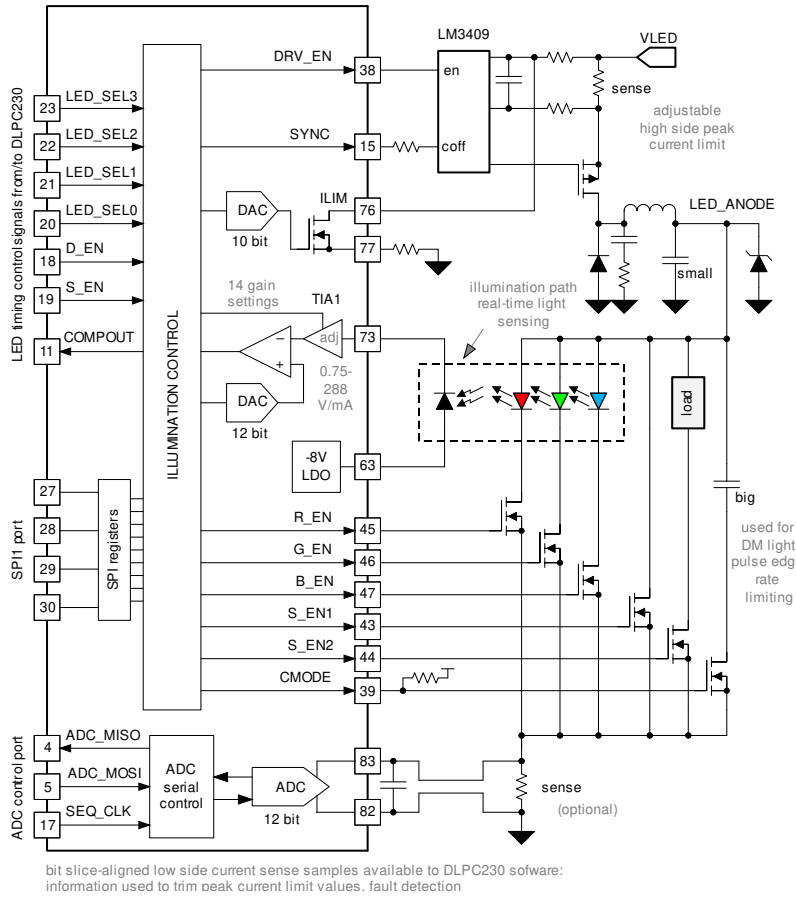 LM3409
VLED
DRV_EN
38
en
sense
23
LED_SEL3
adjustable
high side peak
current limit
22
LED_SEL2
SYNC
15
coff
21
LED_SEL1
20
LED_SEL0
DAC
10 bit
ILIM
76
LED_ANODE
18
D_EN
77
small
19
S_EN
14 gain
settings
TIA1
illumination path
real-time light
sensing
11
COMPOUT
adj
73
0.75-
288
V/mA
DAC
12 bit
load
LED timing control signals from/to DLPC230
ILLUMINATION CONTROL
-8V
LDO
63
big
27
28
29
30
SPI1 port
SPI registers
R_EN
45
used for
DM light
pulse edg
rate
limiting
G_EN
46
B_EN
47
S_EN1
43
S_EN2
44
CMODE
39
ADC control port
4
ADC_MISO
5
ADC_MOSI
17
SEQ_CLK
ADC
serial
control
ADC
12 bit
83
82
sense
(optional)
bit slice-aligned low side current sense samples available to DLPC230 sofware:
information used to trim peak current limit values, fault detection